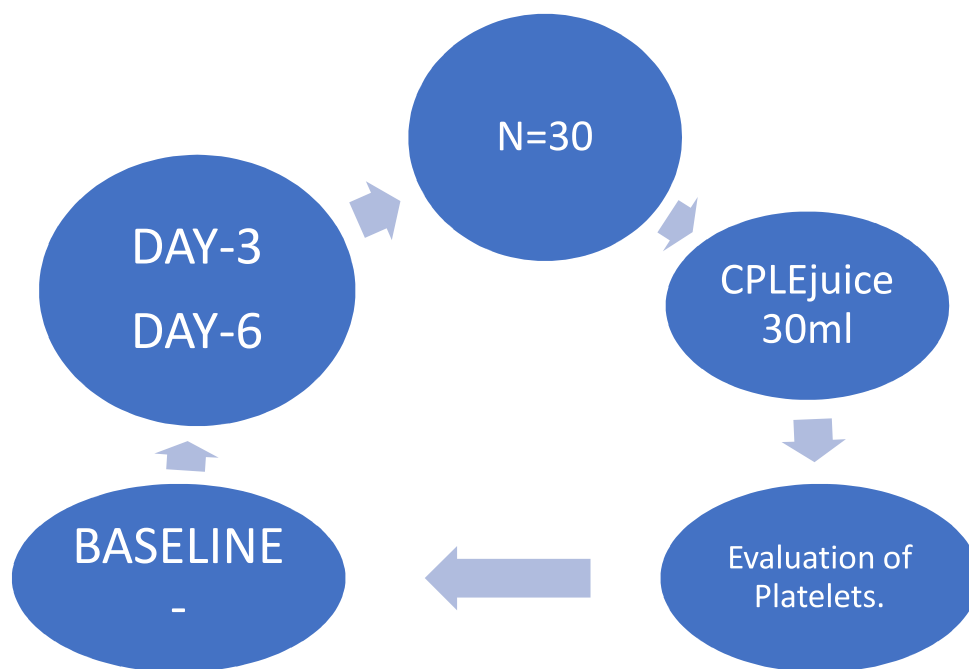 N=30
CPLEjuice
30ml
Evaluation of
Platelets.
BASELINE
-
DAY-3
DAY-6